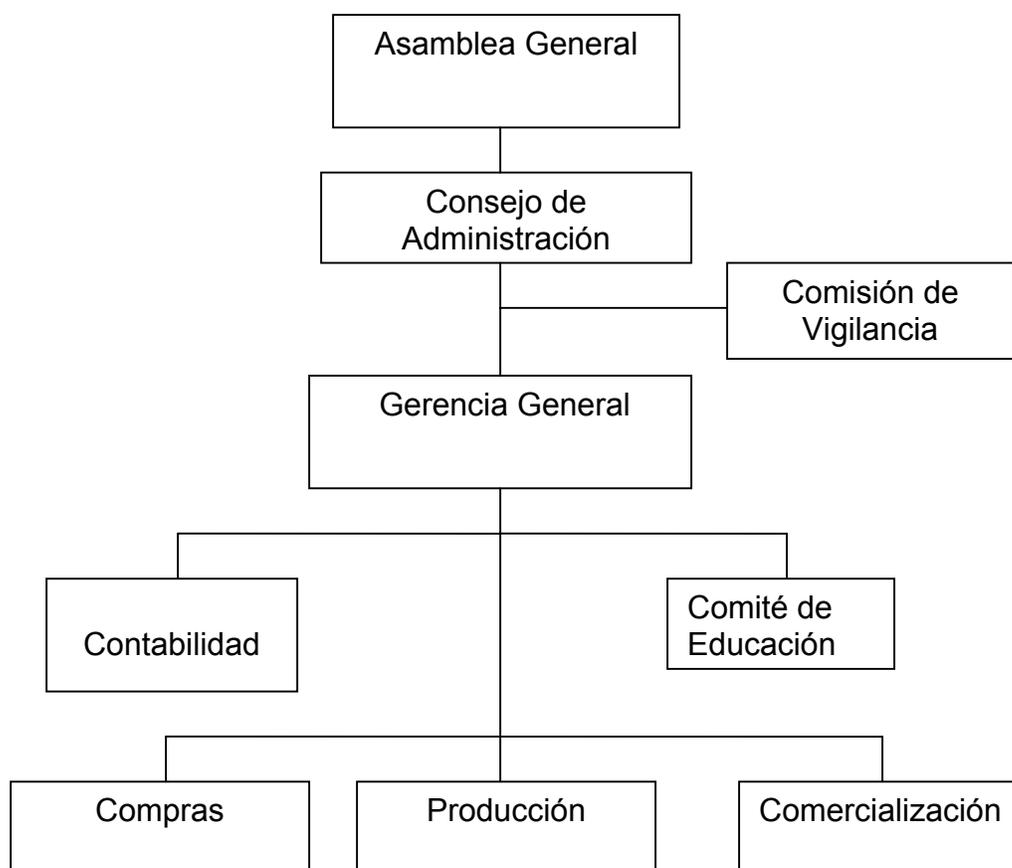 Asamblea General
Consejo de
Administración
Comisión de
Vigilancia
Gerencia General
Contabilidad
Comité de
Educación
Compras
Producción
Comercialización